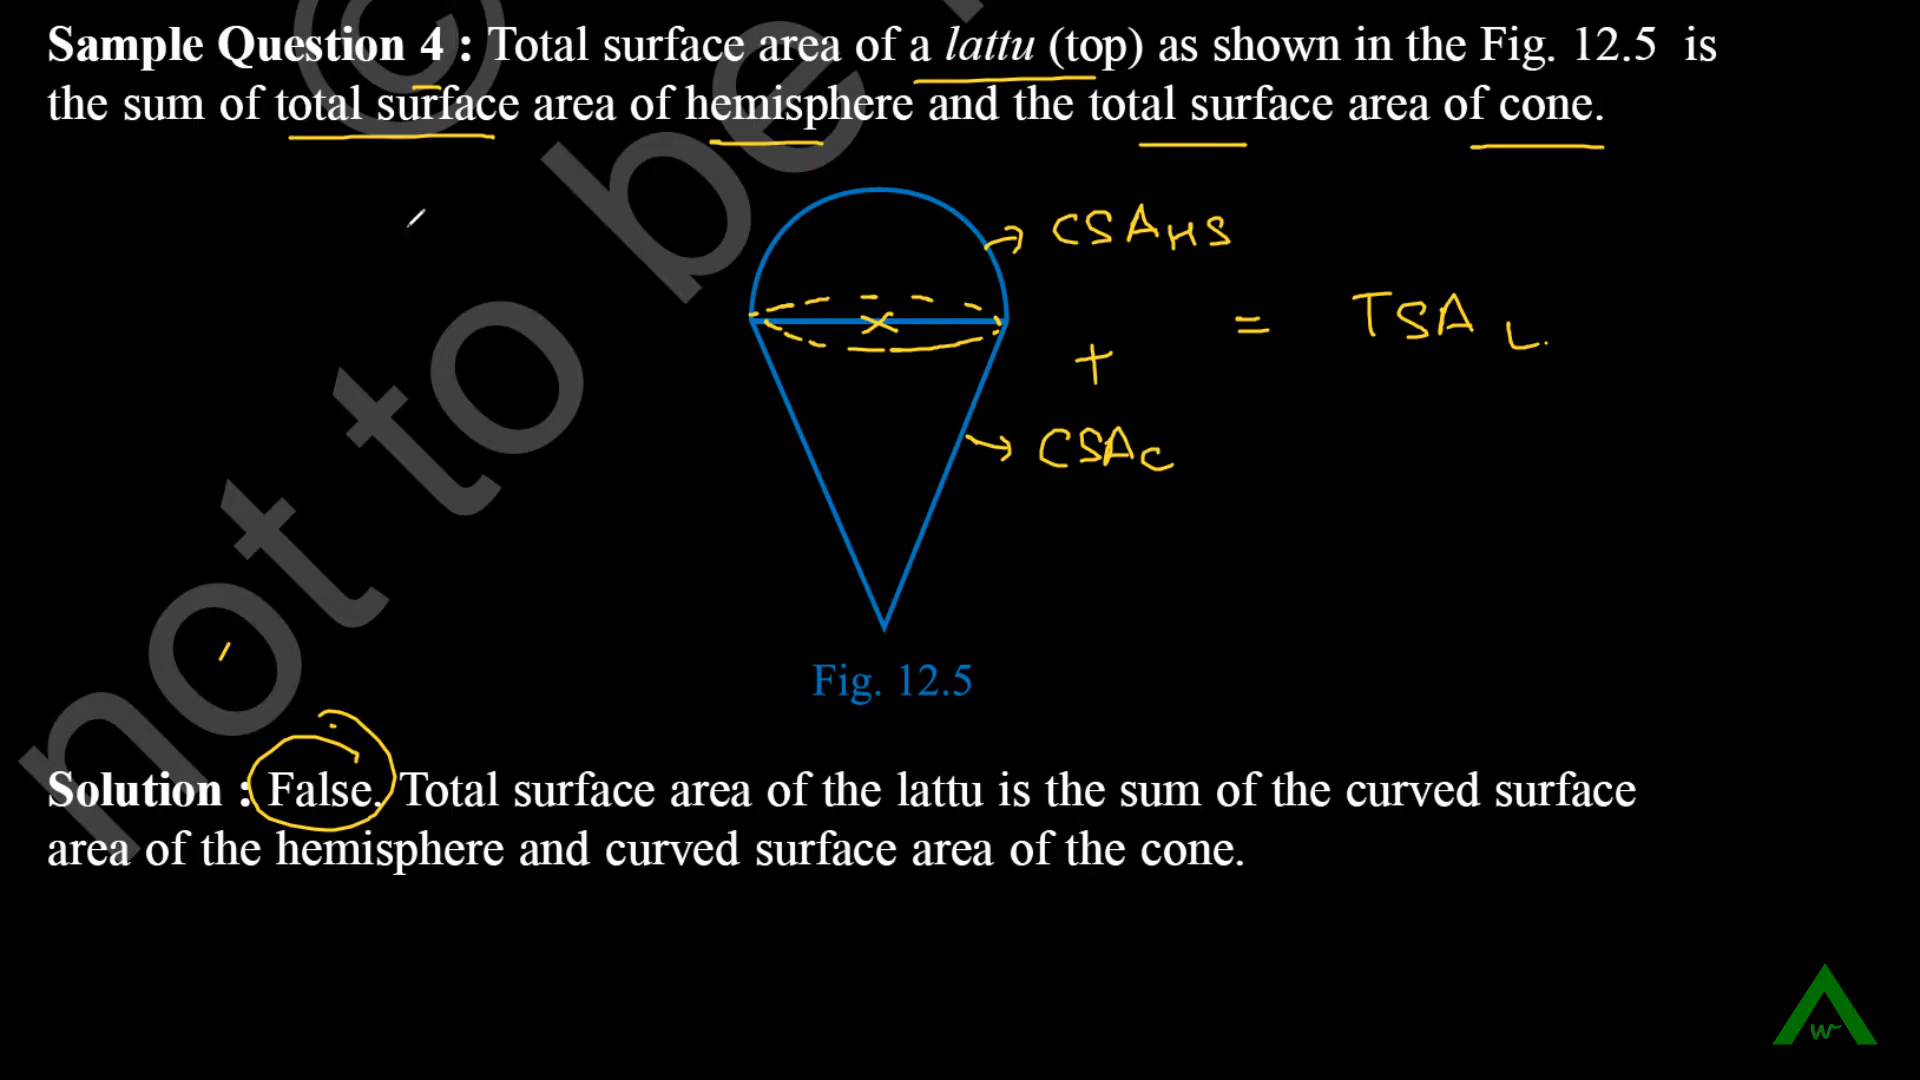 Sample Question 4 : Total surface area of a lattu (top) as shown in the Fig. 12.5 is
the sum of total surface area of hemisphere and the total surface area of cone.
CSA HS
= TSA L.
+
CSA C
Fig. 12.5
Solution : False. Total surface area of the lattu is the sum of the curved surface
area of the hemisphere and curved surface area of the cone.
© not to be
W